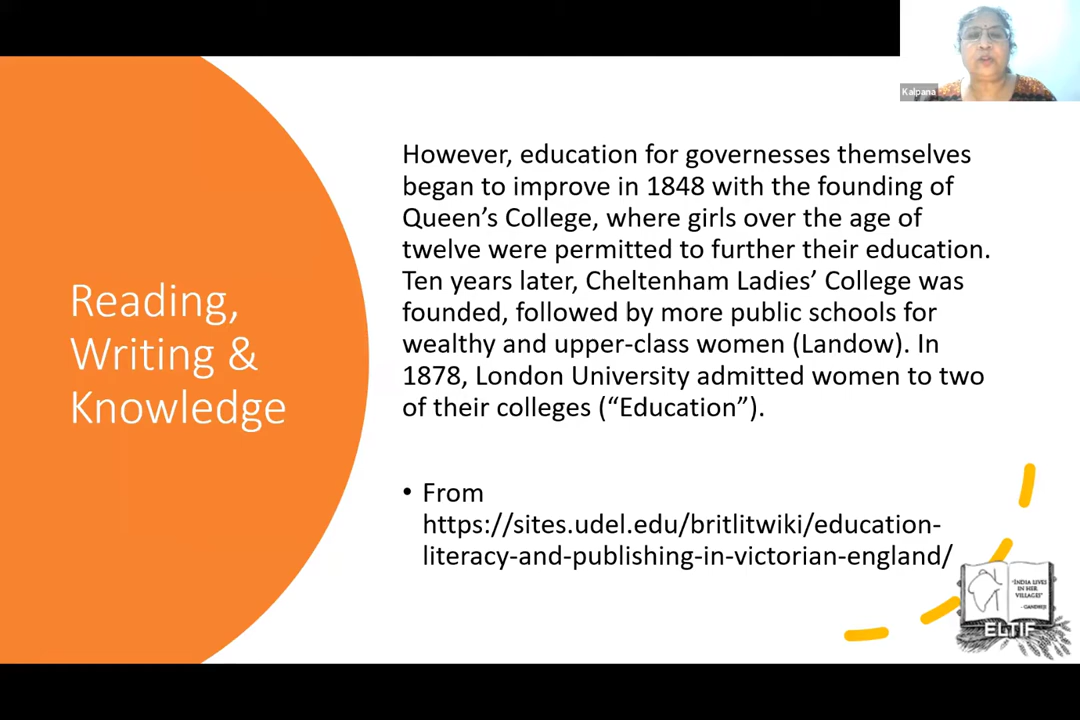 Kalpana
However, education for governesses themselves
began to improve in 1848 with the founding of
Queen’s College, where girls over the age of
twelve were permitted to further their education.
Ten years later, Cheltenham Ladies’ College was
founded, followed by more public schools for
wealthy and upper-class women (Landow). In
1878, London University admitted women to two
of their colleges (“Education”).
Reading,
Writing &
Knowledge
• From
https://sites.udel.edu/britlitwiki/education-
literacy-and-publishing-in-victorian-england/
"INDIA LIVES
IN HER
VILLAGES"
- GANDHIJI
ELTIF